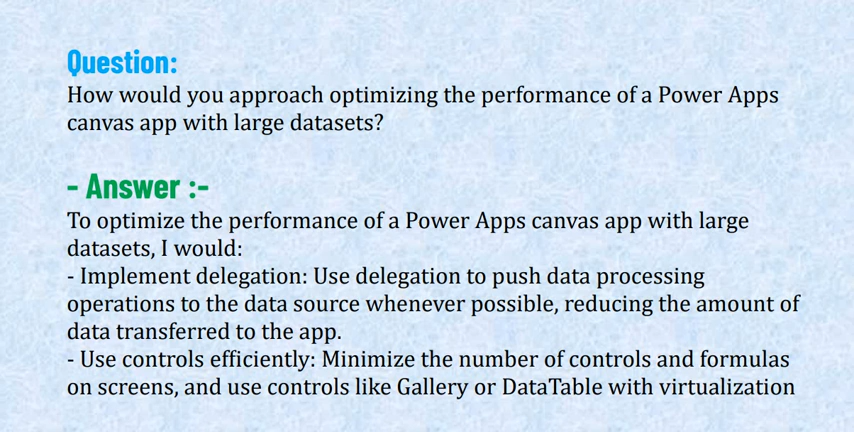 Question:
How would you approach optimizing the performance of a Power Apps
canvas app with large datasets?
- Answer :-
To optimize the performance of a Power Apps canvas app with large
datasets, I would:
- Implement delegation: Use delegation to push data processing
operations to the data source whenever possible, reducing the amount of
data transferred to the app.
- Use controls efficiently: Minimize the number of controls and formulas
on screens, and use controls like Gallery or DataTable with virtualization